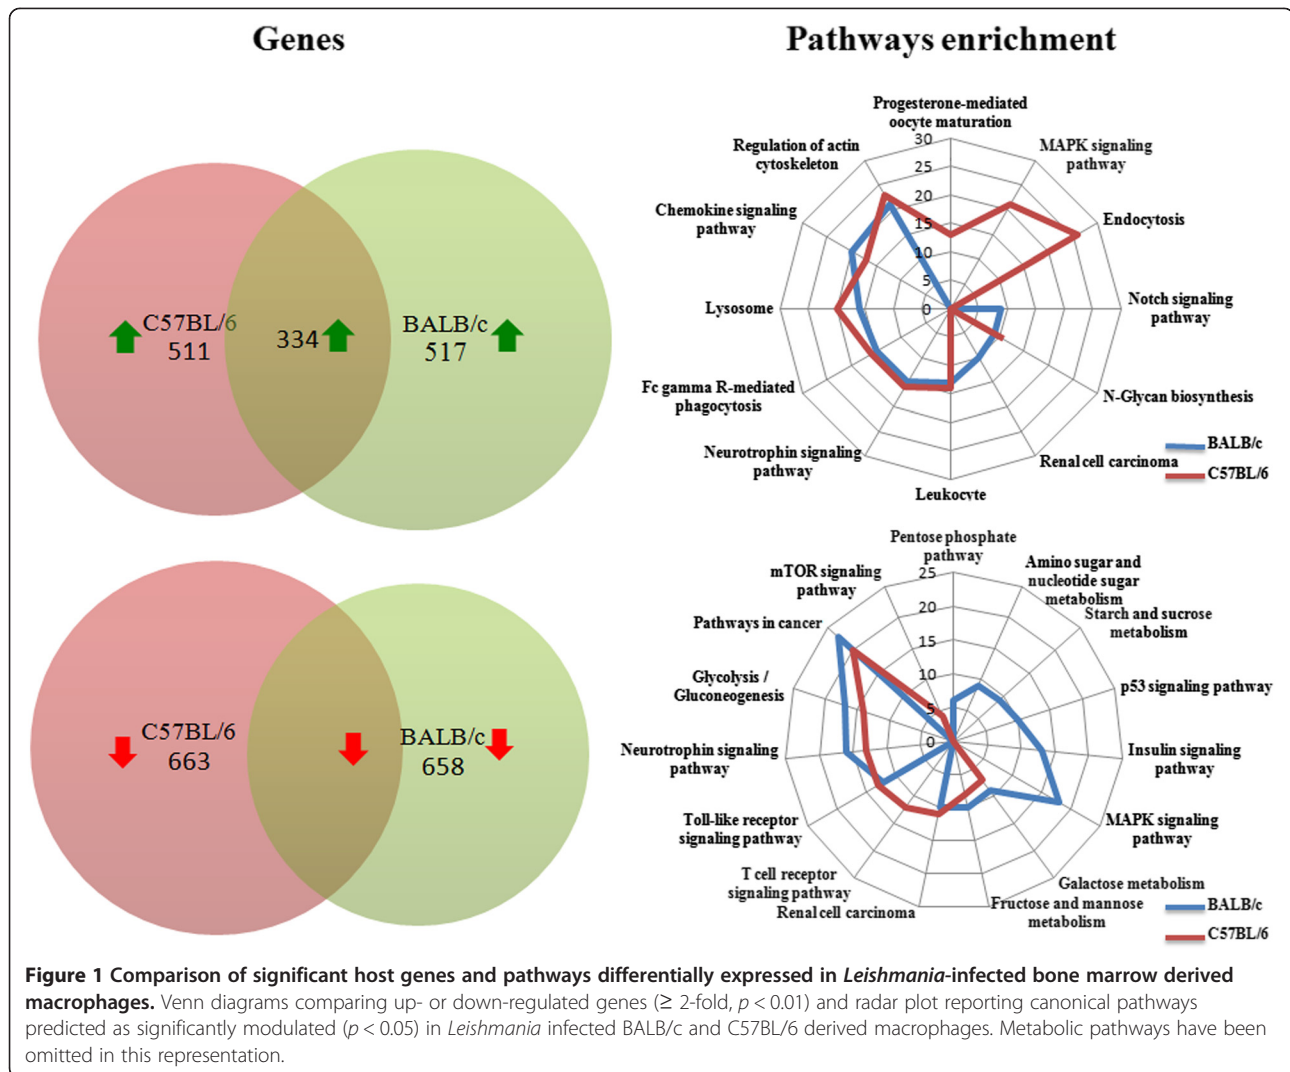 Genes
Pathways enrichment
C57BL/6
511
334
BALB/c
517
Progesterone-mediated
oocyte maturation
MAPK signaling
pathway
Endocytosis
Notch signaling
pathway
N-Glycan biosynthesis
Renal cell carcinoma
Leukocyte
Neurotrophin signaling
pathway
Fc gamma R-mediated
phagocytosis
Lysosome
Chemokine signaling
pathway
Regulation of actin
cytoskeleton
30
25
20
15
10
5
0
BALB/c
C57BL/6
C57BL/6
663
BALB/c
658
Pentose phosphate
pathway
Amino sugar and
nucleotide sugar
metabolism
Starch and sucrose
metabolism
p53 signaling pathway
Insulin signaling
pathway
MAPK signaling
pathway
Galactose metabolism
Fructose and mannose
metabolism
Renal cell carcinoma
T cell receptor
signaling pathway
Toll-like receptor
signaling pathway
Neurotrophin signaling
pathway
Glycolysis /
Gluconeogenesis
Pathways in cancer
mTOR signaling
pathway
25
20
15
10
5
0
BALB/c
C57BL/6
Figure 1 Comparison of significant host genes and pathways differentially expressed in Leishmania-infected bone marrow derived
macrophages. Venn diagrams comparing up- or down-regulated genes (≥ 2-fold, p < 0.01) and radar plot reporting canonical pathways
predicted as significantly modulated (p < 0.05) in Leishmania infected BALB/c and C57BL/6 derived macrophages. Metabolic pathways have been
omitted in this representation.